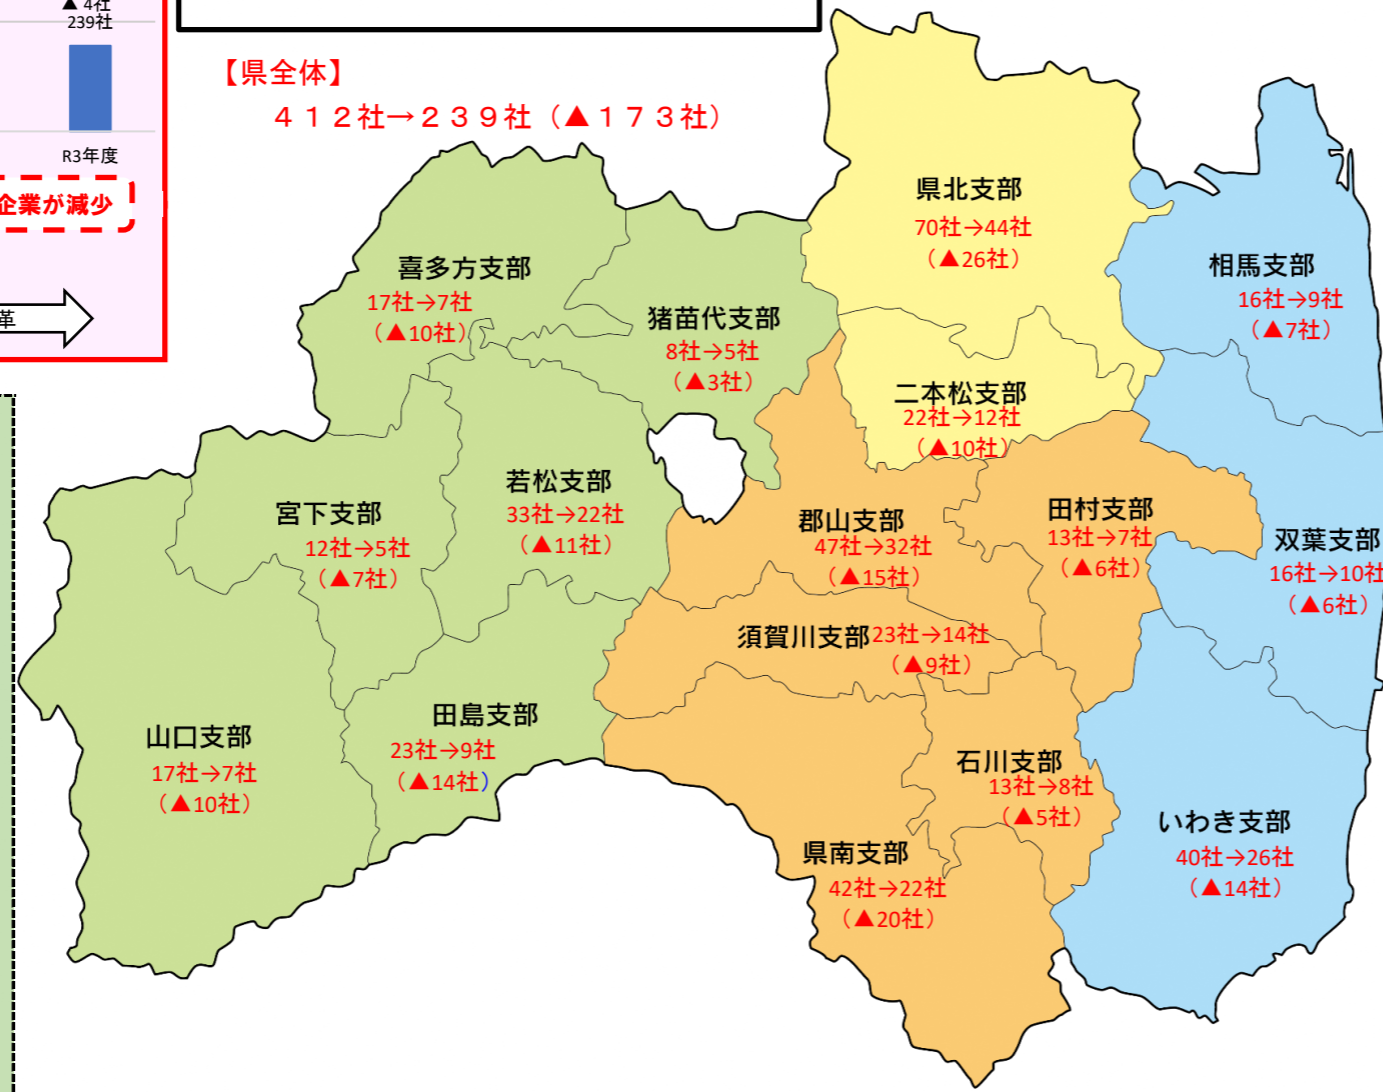 ▲ 4社
239社
R3年度
企業が減少
革
【県全体】
４１２社→２３９社（▲１７３社）
県北支部
70社→44社
（▲26社）
相馬支部
16社→9社
（▲7社）
喜多方支部
17社→7社
（▲10社）
猪苗代支部
8社→5社
（▲3社）
二本松支部
22社→12社
（▲10社）
若松支部
33社→22社
（▲11社）
宮下支部
12社→5社
（▲7社）
郡山支部
47社→32社
（▲15社）
田村支部
13社→7社
（▲6社）
双葉支部
16社→10社
（▲6社）
須賀川支部 23社→14社
（▲9社）
田島支部
23社→9社
（▲14社）
山口支部
17社→7社
（▲10社）
石川支部
13社→8社
（▲5社）
いわき支部
40社→26社
（▲14社）
県南支部
42社→22社
（▲20社）